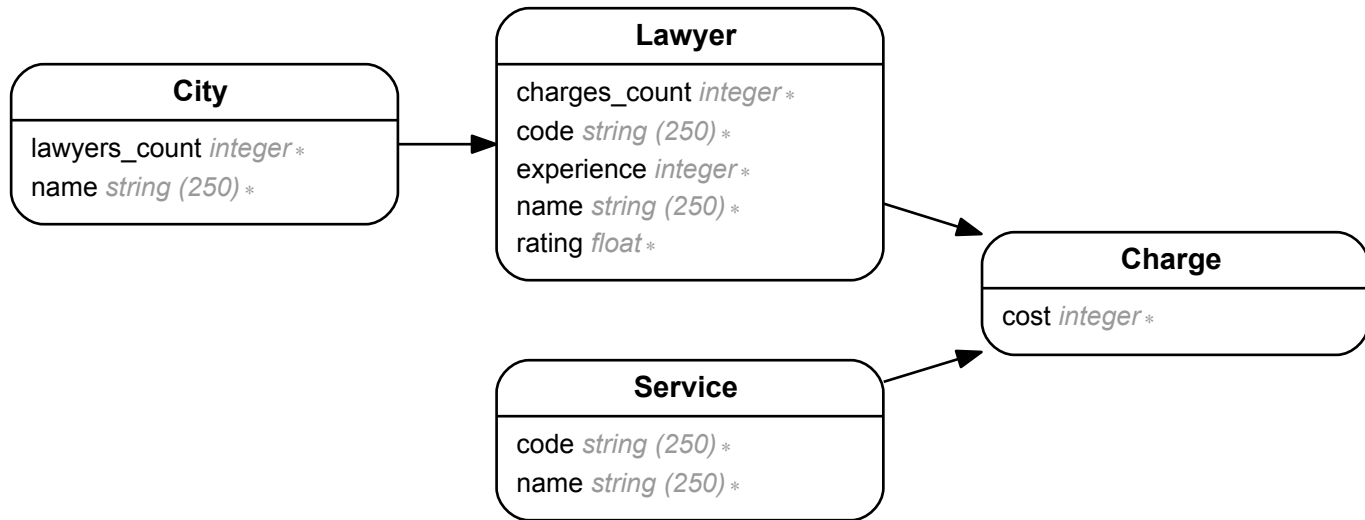 City
lawyers_count integer *
name string (250) *
Lawyer
charges_count integer *
code string (250) *
experience integer *
name string (250) *
rating float *
Service
code string (250) *
name string (250) *
Charge
cost integer *